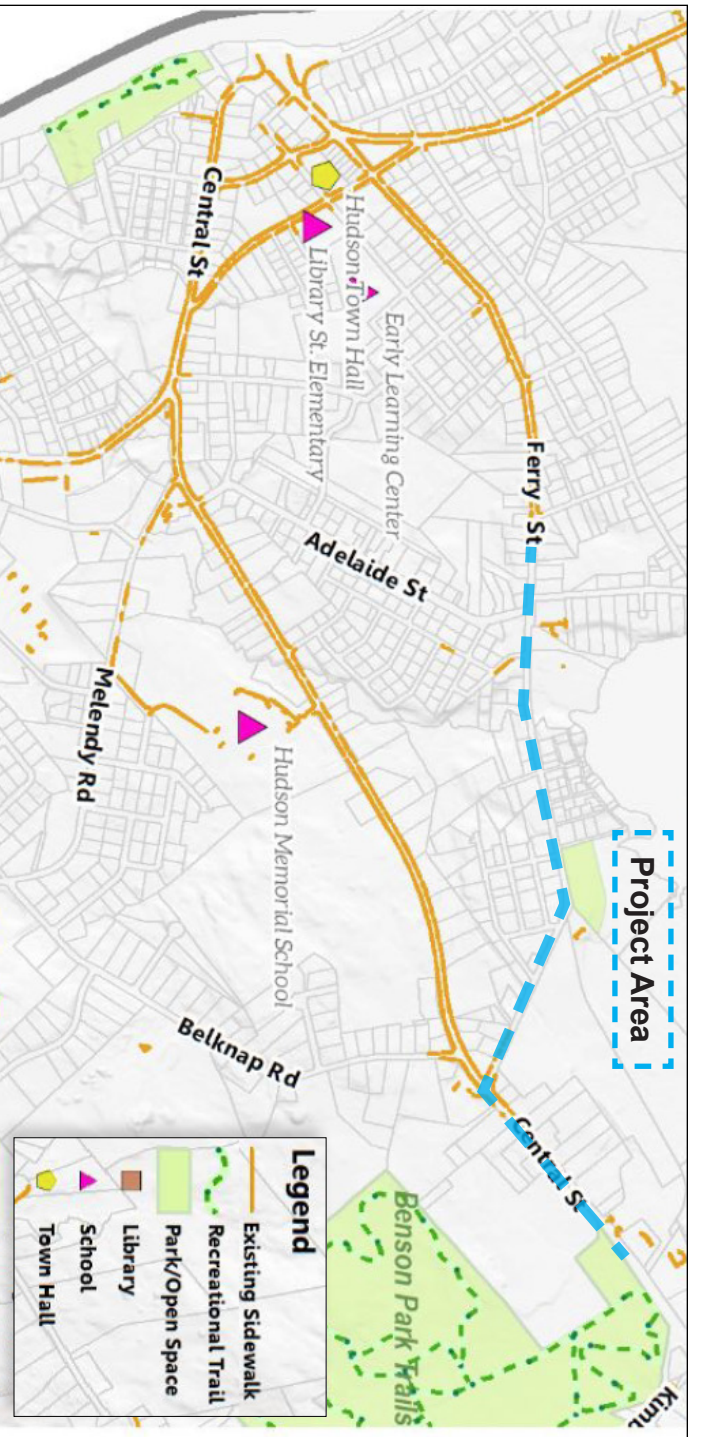 Project Area
Ferry St
Central St
Hudson Town Hall
Early Learning Center
Library St. Elementary
Adelaide St
Central St
Hudson Memorial School
Melendy Rd
Belknap Rd
Benson Park Trails
Legend
Existing Sidewalk
Recreational Trail
Park/Open Space
Library
School
Town Hall